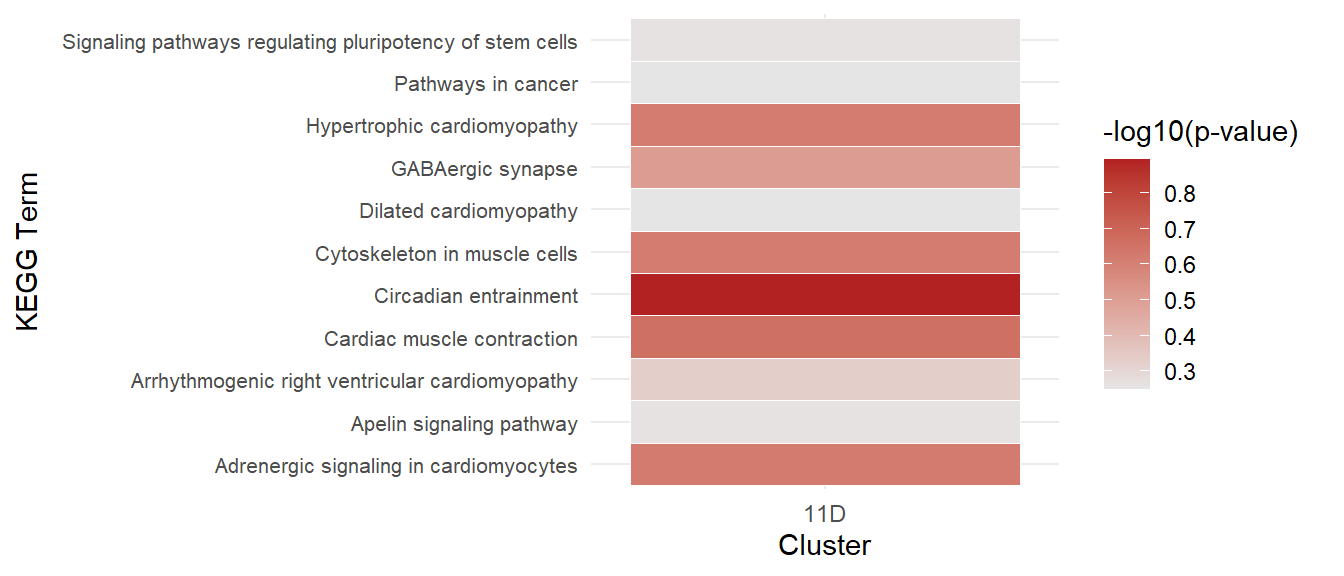 KEGG Term
Signaling pathways regulating pluripotency of stem cells
Pathways in cancer
Hypertrophic cardiomyopathy
GABAergic synapse
Dilated cardiomyopathy
Cytoskeleton in muscle cells
Circadian entrainment
Cardiac muscle contraction
Arrhythmogenic right ventricular cardiomyopathy
Apelin signaling pathway
Adrenergic signaling in cardiomyocytes
11D
Cluster
-log10(p-value)
0.8
0.7
0.6
0.5
0.4
0.3